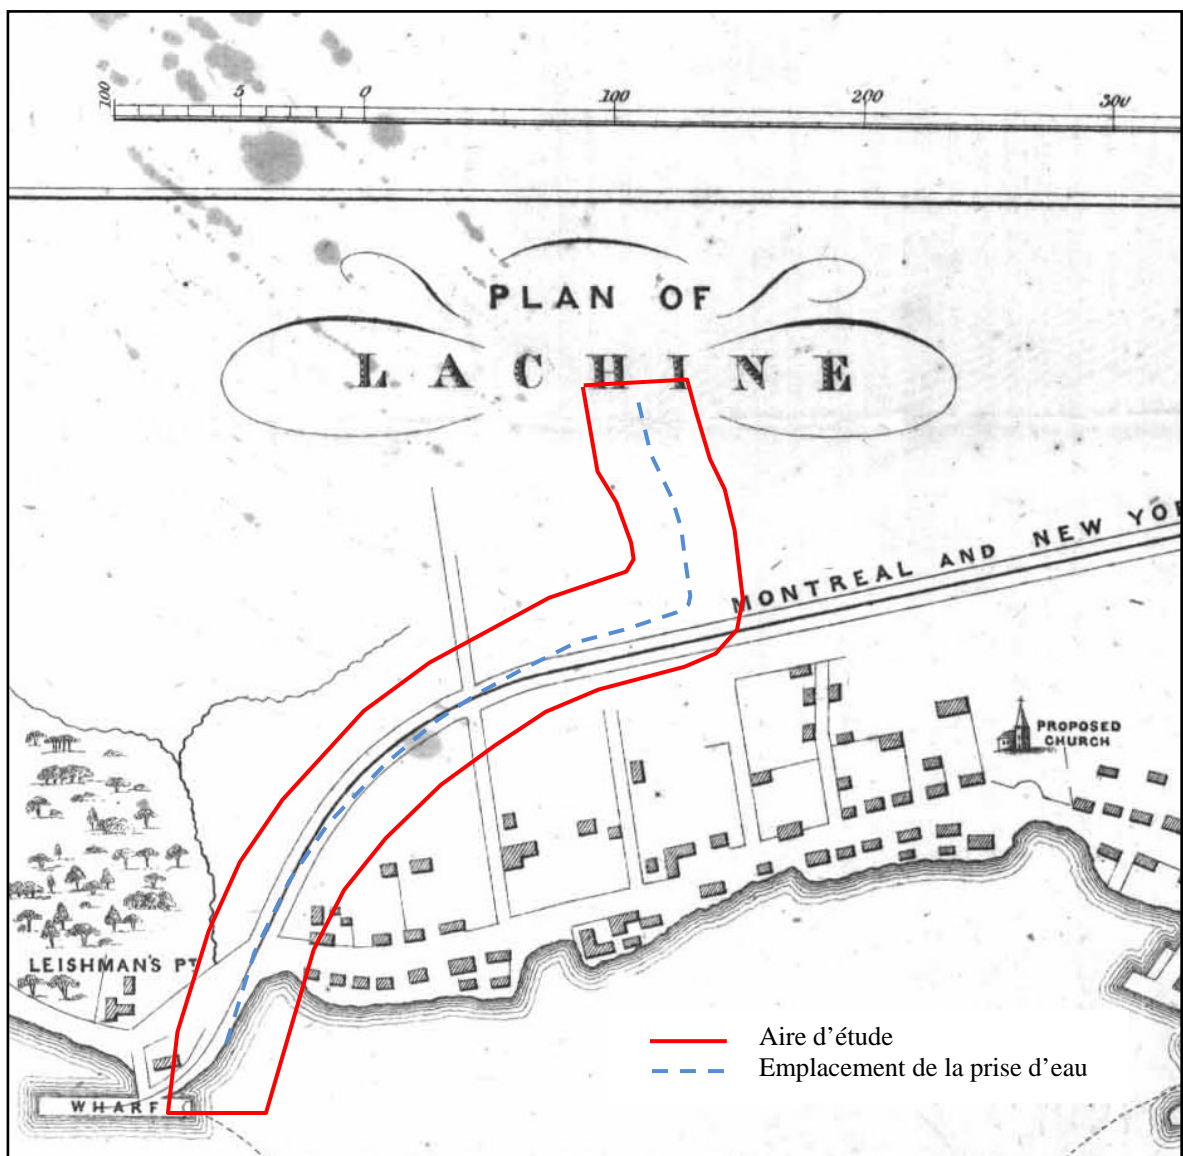 100 5 0 100 200 300
PLAN OF
LACHINE
MONTREAL AND NEW YOR
PROPOSED
CHURCH
LEISHMAN'S PT
WHARF
Aire d'étude
Emplacement de la prise d'eau